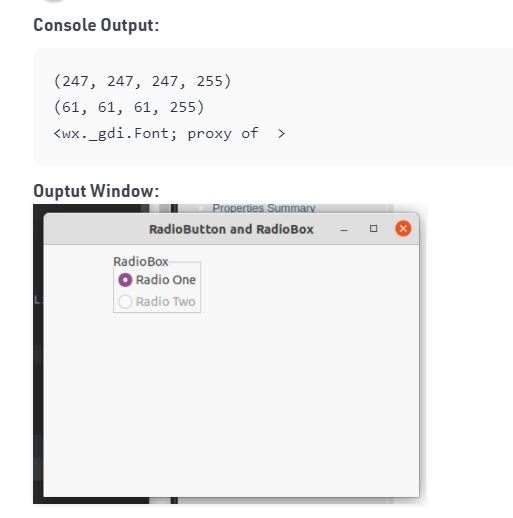 Console Output:
(247, 247, 247, 255)
(61, 61, 61, 255)
<wx._gdi.Font; proxy of  >
Ouptut Window:
Properties Summary
RadioButton and RadioBox
RadioBox
Radio One
Radio Two